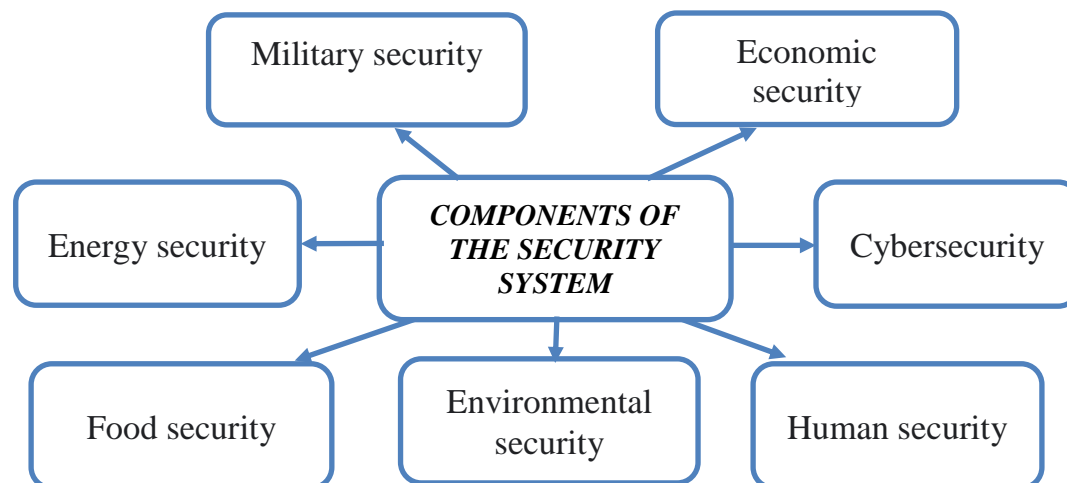 Military security
Economic
security
COMPONENTS OF
THE SECURITY
SYSTEM
Energy security
Cybersecurity
Food security
Environmental
security
Human security